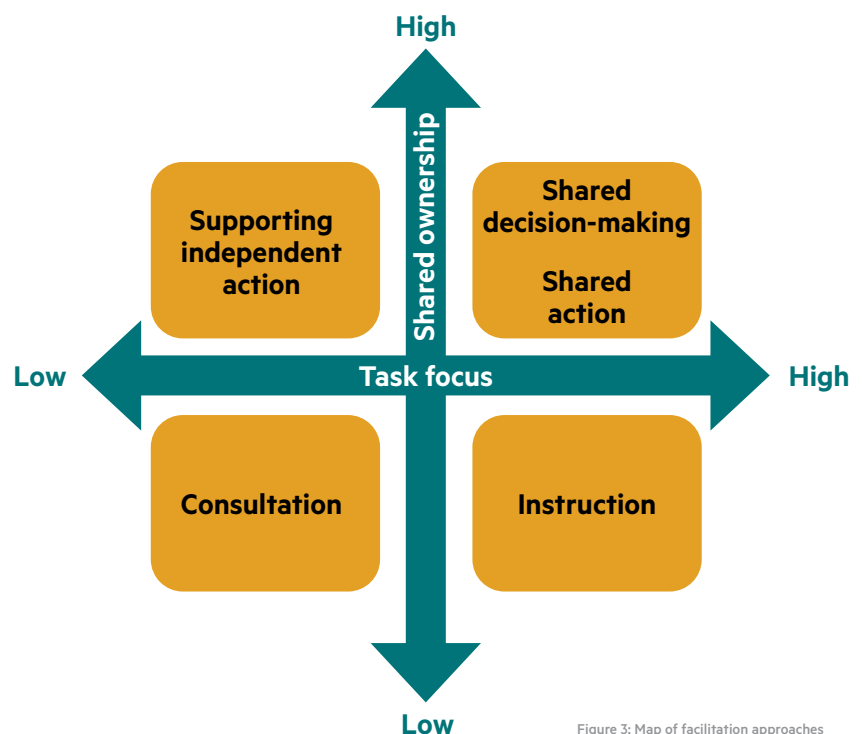 High
Shared ownership
Supporting
independent
action
Shared
decision-making
Shared
action
Low
Task focus
High
Consultation
Instruction
Low
Figure 3: Map of facilitation approaches